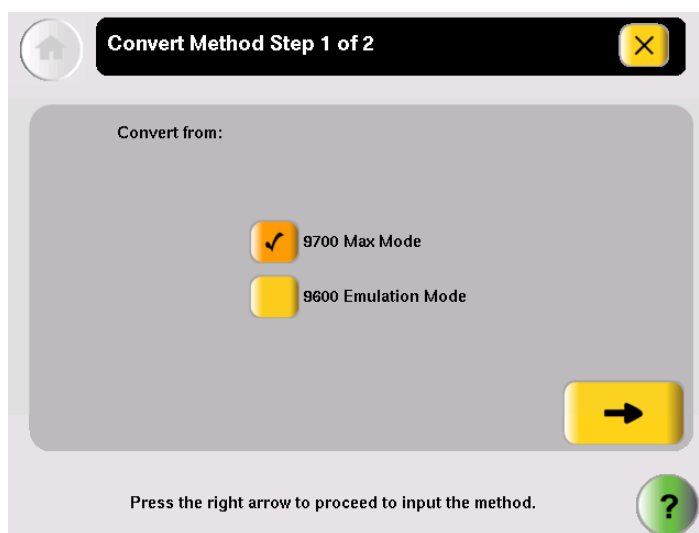 Convert Method Step 1 of 2
Convert from:
9700 Max Mode
9600 Emulation Mode
Press the right arrow to proceed to input the method.
?